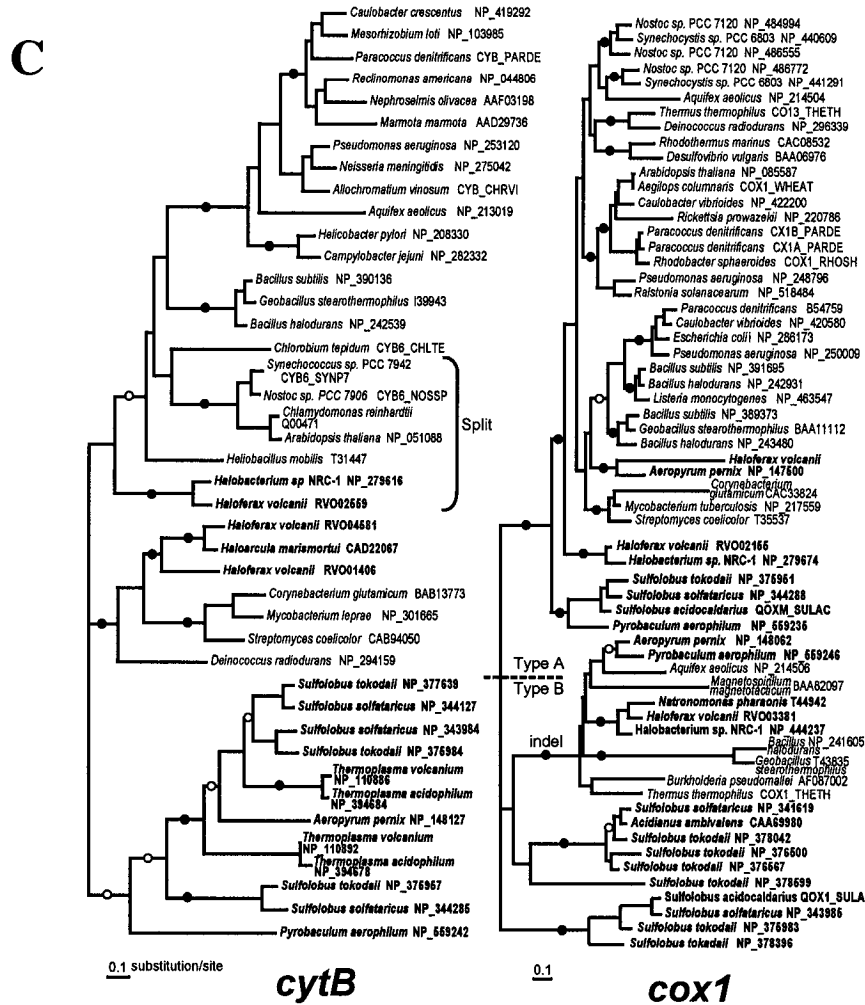 C
Caulobacter crescentus NP_419292
Mesorhizobium loti NP_103985
Paracoccus denitrificans CYB_PARDE
Reclinomonas americana NP_044806
Nephroselmis olivacea AAF03198
Marmota marmota AAD29736
Pseudomonas aeruginosa NP_253120
Neisseria meningitidis NP_275042
Allochromatium vinosum CYB_CHRVI
Aquifex aeolicus NP_213019
Helicobacter pylori NP_208330
Campylobacter jejuni NP_282332
Bacillus subtilis NP_390136
Geobacillus stearothermophilus I39943
Bacillus halodurans NP_242539
Chlorobium tepidum CYB6_CHLTE
Synechococcus sp. PCC 7942
CYB6_SYNP7
Nostoc sp. PCC 7906 CYB6_NOSSP
Chlamydomonas reinhardtii
Q00471
Arabidopsis thaliana NP_051088
Heliobacillus mobilis T31447
Halobacterium sp NRC-1 NP_279616
Haloferax volcanii RVO02559
Split
Haloferax volcanii RVO04581
Haloarcula marismortui CAD22067
Haloferax volcanii RVO01406
Corynebacterium glutamicum BAB13773
Mycobacterium leprae NP_301665
Streptomyces coelicolor CAB94050
Deinococcus radiodurans NP_294159
Sulfolobus tokodaii NP_377639
Sulfolobus solfataricus NP_344127
Sulfolobus solfataricus NP_343984
Sulfolobus tokodaii NP_375984
Thermoplasma volcanium
NP_110886
Thermoplasma acidophilum
NP_394684
Aeropyrum pernix NP_148127
Thermoplasma volcanium
NP_110892
Thermoplasma acidophilum
NP_394678
Sulfolobus tokodaii NP_375957
Sulfolobus solfataricus NP_344285
Pyrobaculum aerophilum NP_559242
0.1 substitution/site
cytB
Nostoc sp. PCC 7120 NP_484994
Synechocystis sp. PCC 6803 NP_440609
Nostoc sp. PCC 7120 NP_486555
Nostoc sp. PCC 7120 NP_486772
Synechocystis sp. PCC 6803 NP_441291
Aquifex aeolicus NP_214504
Thermus thermophilus CO13_THETH
Deinococcus radiodurans NP_296339
Rhodothermus marinus CAC08532
Desulfovibrio vulgaris BAA06976
Arabidopsis thaliana NP_085587
Aegilops columnaris COX1_WHEAT
Caulobacter vibrioides NP_422200
Rickettsia prowazekii NP_220786
Paracoccus denitrificans CX1B_PARDE
Paracoccus denitrificans CX1A_PARDE
Rhodobacter sphaeroides COX1_RHOSH
Pseudomonas aeruginosa NP_248796
Ralstonia solanacearum NP_518484
Paracoccus denitrificans B54759
Caulobacter vibrioides NP_420580
Escherichia colii NP_286173
Pseudomonas aeruginosa NP_250009
Bacillus subtilis NP_391695
Bacillus halodurans NP_242931
Listeria monocytogenes NP_463547
Bacillus subtilis NP_389373
Geobacillus stearothermophilus BAA11112
Bacillus halodurans NP_243480
Haloferax volcanii
Aeropyrum pernix NP_147500
Corynebacterium
glutamicum CAC33824
Mycobacterium tuberculosis NP_217559
Streptomyces coelicolor T35537
Haloferax volcanii RVO02155
Halobacterium sp. NRC-1 NP_279674
Sulfolobus tokodaii NP_375951
Sulfolobus solfataricus NP_344288
Sulfolobus acidocaldarius QOXM_SULAC
Pyrobaculum aerophilum NP_559235
Aeropyrum pernix NP_148062
Pyrobaculum aerophilum NP_559246
Type A
Type B
Aquifex aeolicus NP_214506
Magnetospirillum
magnetotacticum BAA82097
Natronomonas pharaonis T44942
Haloferax volcanii RVO03381
Halobacterium sp. NRC-1 NP_444237
indel
Bacillus NP_241605
halodurans
Geobacillus T43835
stearothermophilus
Burkholderia pseudomallei AF087002
Thermus thermophilus COX1_THETH
Sulfolobus solfataricus NP_341619
Acidianus ambivalens CAA69980
Sulfolobus tokodaii NP_378042
Sulfolobus tokodaii NP_376500
Sulfolobus tokodaii NP_376567
Sulfolobus tokodaii NP_378599
Sulfolobus acidocaldarius QOX1_SULA
Sulfolobus solfataricus NP_343985
Sulfolobus tokodaii NP_375983
Sulfolobus tokadaii NP_378396
0.1
cox1